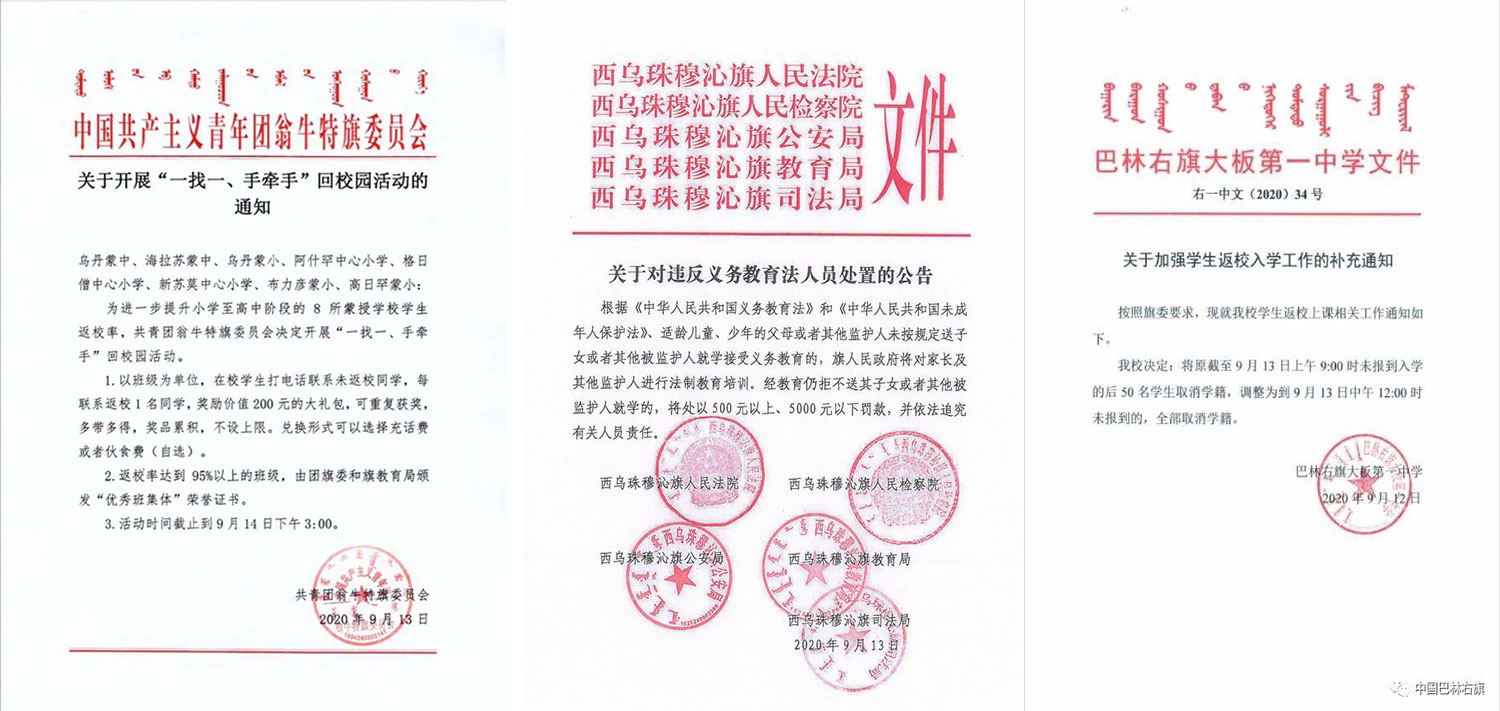 中国共产主义青年团翁牛特旗委员会
关于开展“一找一、手牵手”回校园活动的
通知
乌丹蒙中、海拉苏蒙中、乌丹蒙小、阿什罕中心小学、格日
僧中心小学、新苏莫中心小学、布力彦蒙小、高日罕蒙小：
为进一步提升小学至高中阶段的 8 所蒙授学校学生
返校率，共青团翁牛特旗委员会决定开展“一找一、手牵
手”回校园活动。
1.以班级为单位，在校学生打电话联系未返校同学，每
联系返校 1 名同学，奖励价值 200 元的大礼包，可重复获奖，
多带多得，奖品累积，不设上限。兑换形式可以选择充话费
或者伙食费（自选）。
2.返校率达到 95%以上的班级，由团旗委和旗教育局颁
发“优秀班集体”荣誉证书。
3.活动时间截止到 9 月 14 日下午 3:00。
共青团翁牛特旗委员会
2020 年 9 月 13 日
西乌珠穆沁旗人民法院
西乌珠穆沁旗人民检察院
西乌珠穆沁旗公安局
西乌珠穆沁旗教育局
西乌珠穆沁旗司法局
文件
关于对违反义务教育法人员处置的公告
根据《中华人民共和国义务教育法》和《中华人民共和国未成
年人保护法》、适龄儿童、少年的父母或者其他监护人未按规定送子
女或者其他被监护人就学接受义务教育的，旗人民政府将对家长及
其他监护人进行法制教育培训。经教育仍拒不送其子女或者其他被
监护人就学的，将处以 500 元以上、5000 元以下罚款，并依法追究
有关人员责任。
西乌珠穆沁旗人民法院
西乌珠穆沁旗人民检察院
西乌珠穆沁旗公安局
西乌珠穆沁旗教育局
西乌珠穆沁旗司法局
2020 年 9 月 13 日
巴林右旗大板第一中学文件
右一中文（2020）34 号
关于加强学生返校入学工作的补充通知
按照旗委要求，现就我校学生返校上课相关工作通知如
下。
我校决定：将原截至 9 月 13 日上午 9:00 时未报到入学
的后 50 名学生取消学籍，调整为到 9 月 13 日中午 12:00 时
未报到的，全部取消学籍。
巴林右旗大板第一中学
2020 年 9 月 12 日
中国巴林右旗